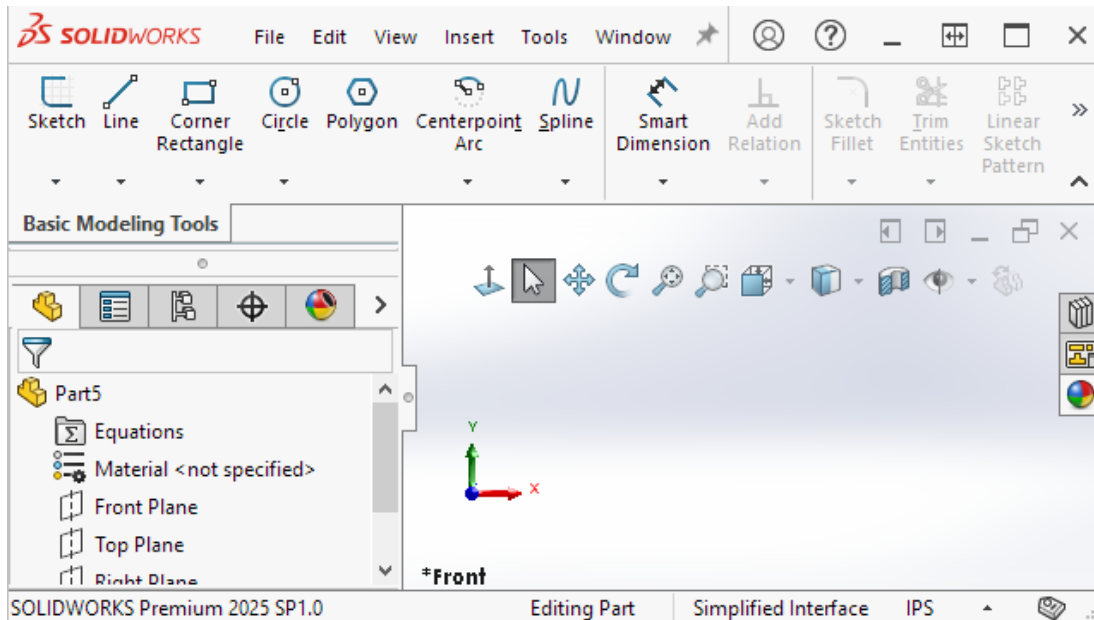 SOLIDWORKS File Edit View Insert Tools Window
Sketch Line Corner Rectangle Circle Polygon Centerpoint Arc Spline Smart Dimension Add Relation Sketch Fillet Trim Entities Linear Sketch Pattern
Basic Modeling Tools
Part5
Equations
Material <not specified>
Front Plane
Top Plane
Right Plane
Y
X
*Front
SOLIDWORKS Premium 2025 SP1.0 Editing Part Simplified Interface IPS